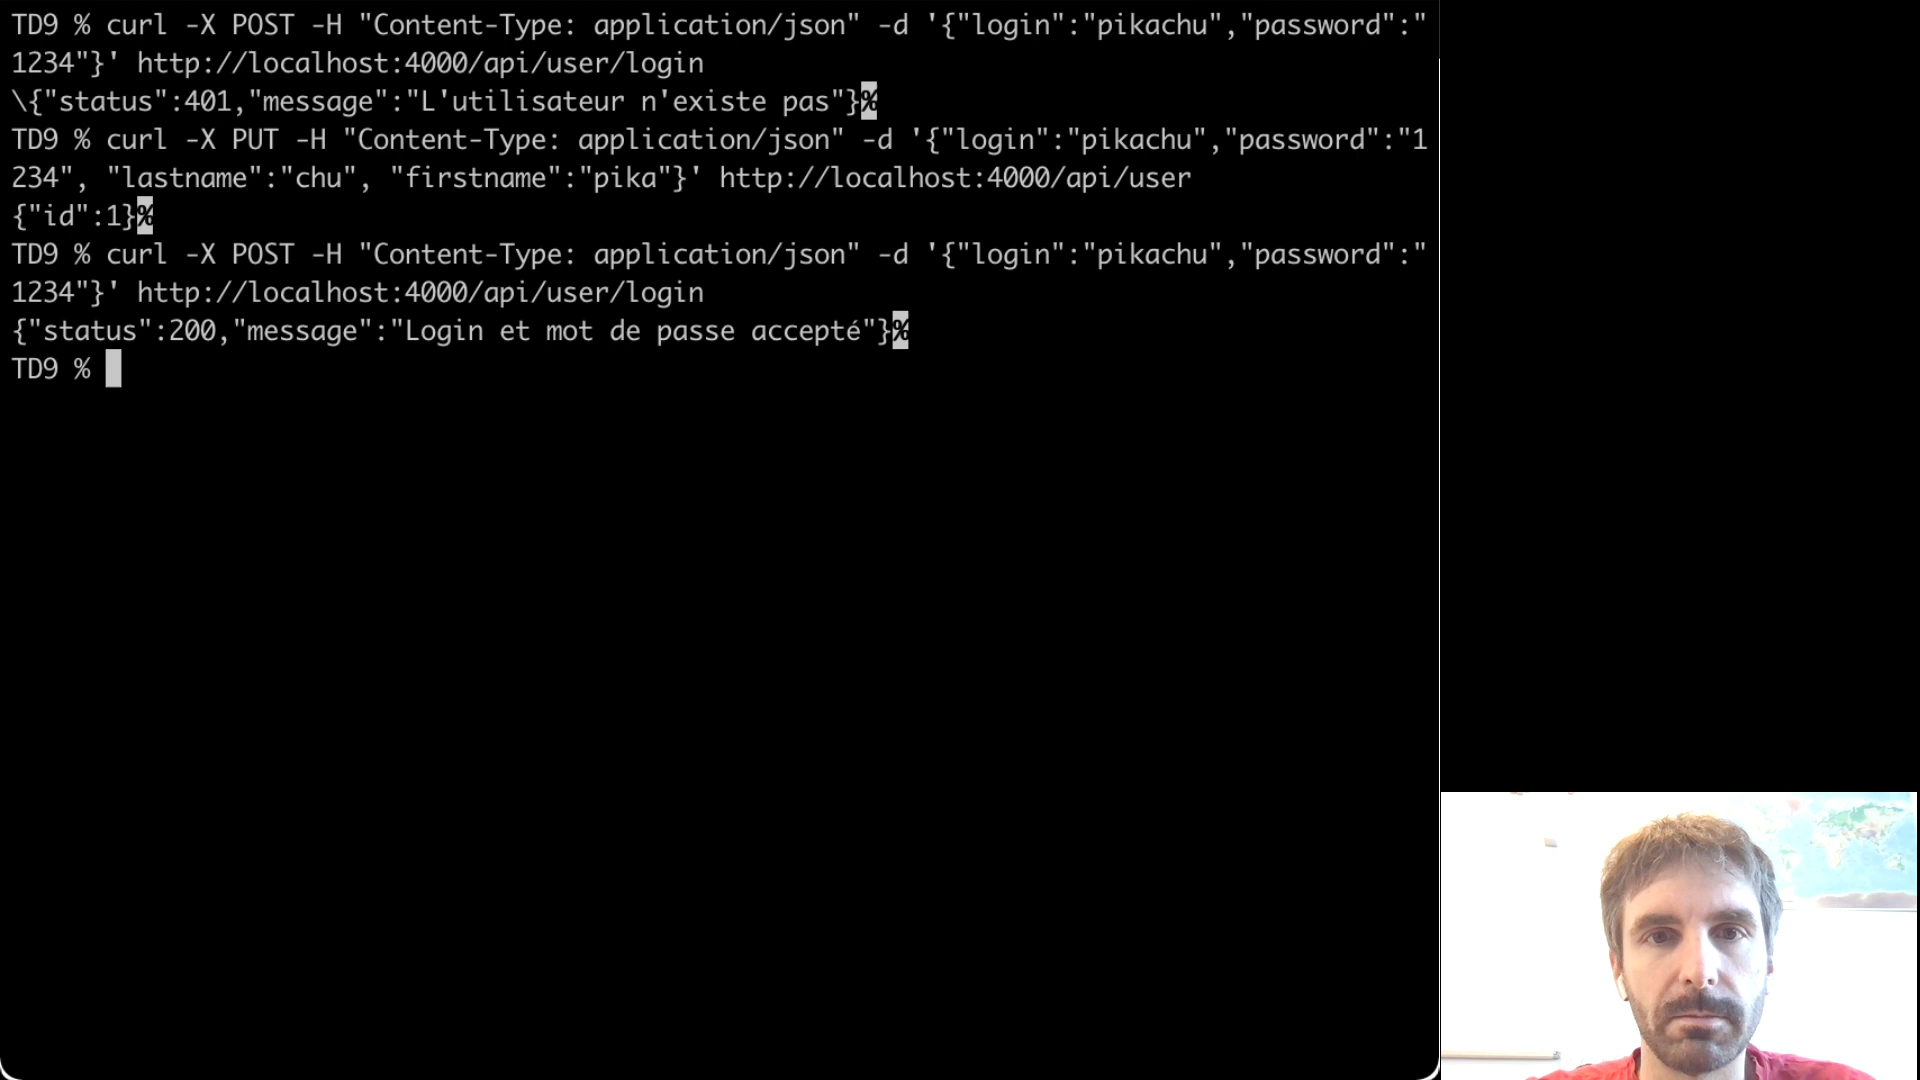 TD9 % curl -X POST -H "Content-Type: application/json" -d '{"login":"pikachu","password":"
1234"}' http://localhost:4000/api/user/login
\{"status":401,"message":"L'utilisateur n'existe pas"}%
TD9 % curl -X PUT -H "Content-Type: application/json" -d '{"login":"pikachu","password":"1
234", "lastname":"chu", "firstname":"pika"}' http://localhost:4000/api/user
{"id":1}%
TD9 % curl -X POST -H "Content-Type: application/json" -d '{"login":"pikachu","password":"
1234"}' http://localhost:4000/api/user/login
{"status":200,"message":"Login et mot de passe accepté"}%
TD9 %